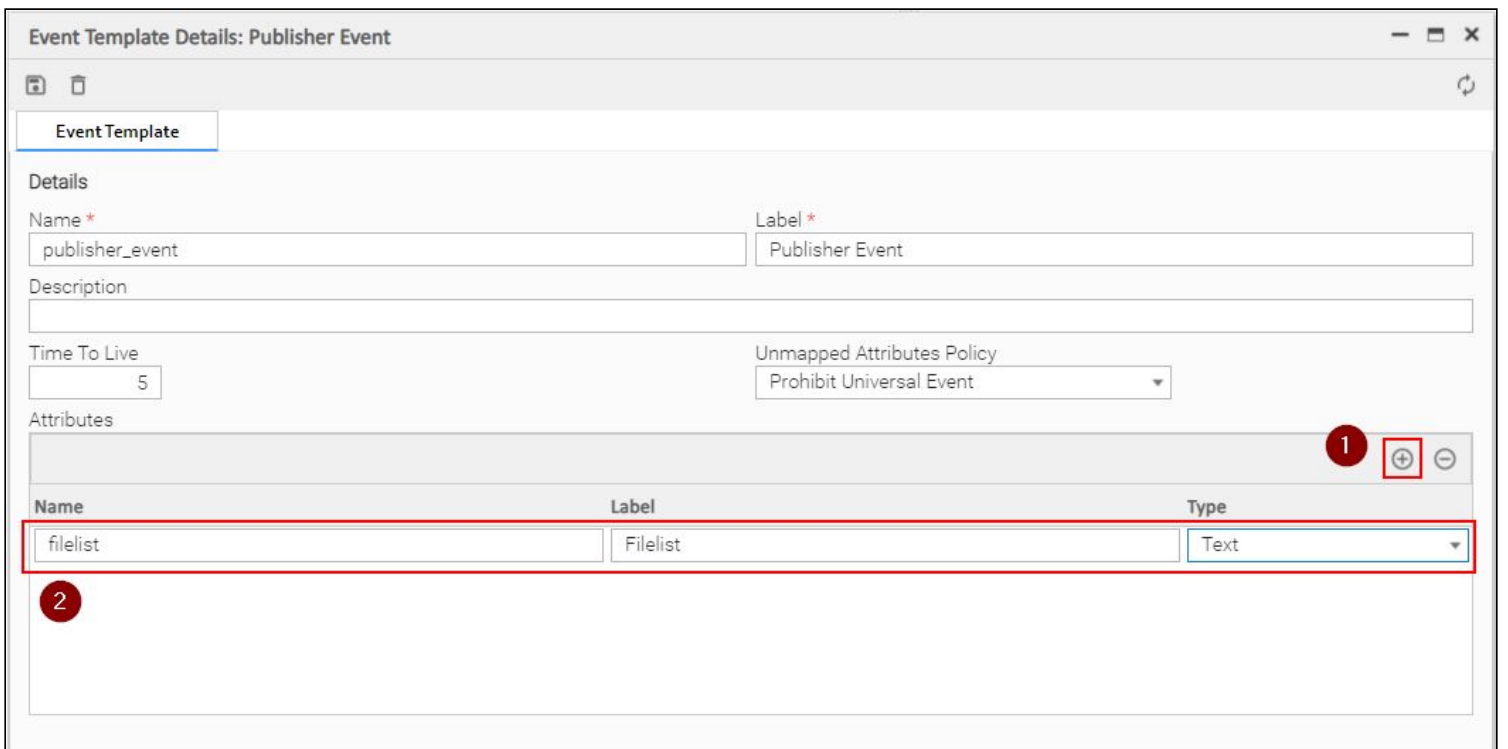 Event Template Details: Publisher Event
Event Template
Details
Name *
Label *
publisher_event
Publisher Event
Description
Time To Live
Unmapped Attributes Policy
5
Prohibit Universal Event
Attributes
1
Name Label Type
filelist Filelist Text
2